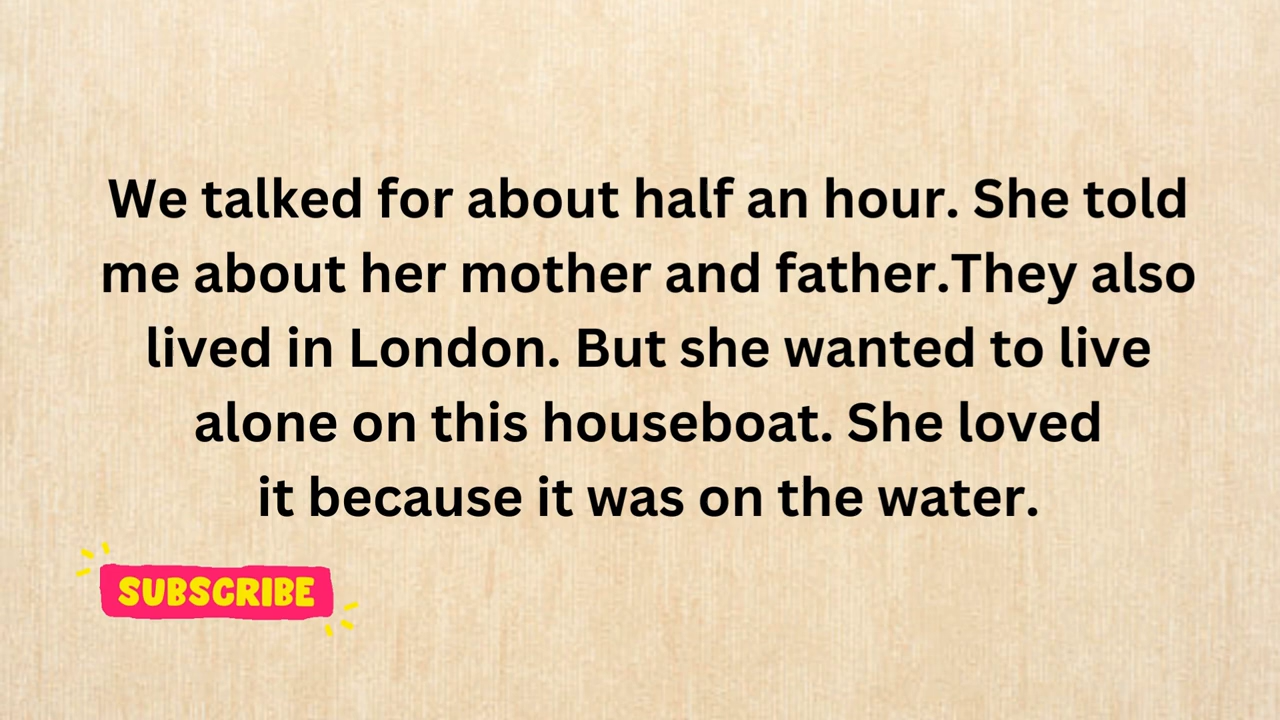 We talked for about half an hour. She told
me about her mother and father.They also
lived in London. But she wanted to live
alone on this houseboat. She loved
it because it was on the water.
SUBSCRIBE